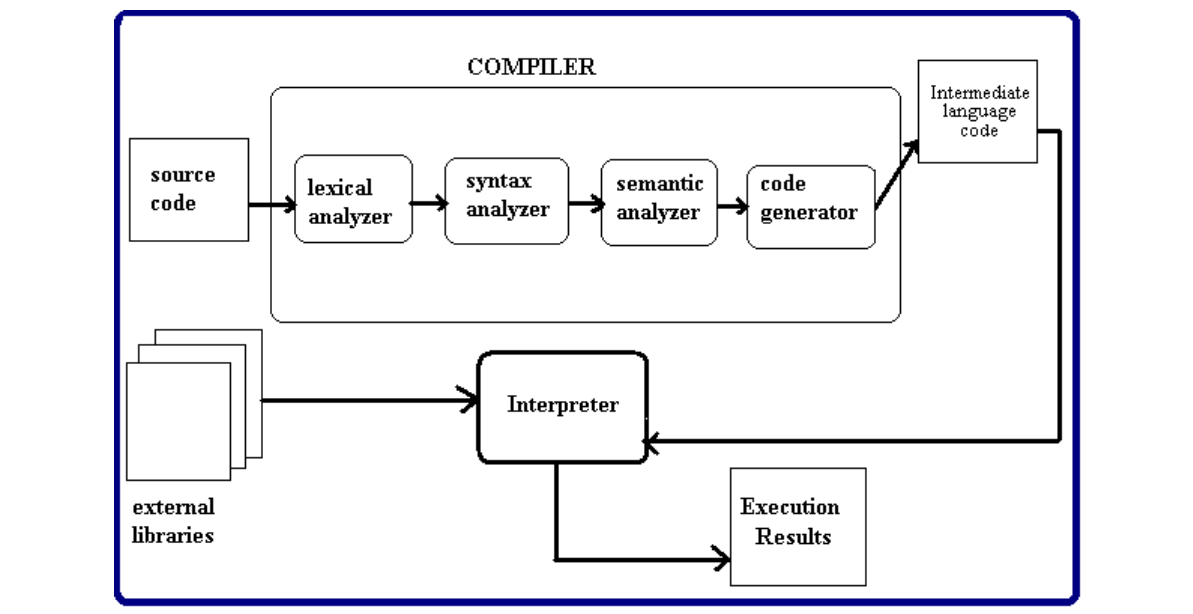 COMPILER
Intermediate
language
code
source
code
lexical
analyzer
syntax
analyzer
semantic
analyzer
code
generator
Interpreter
external
libraries
Execution
Results